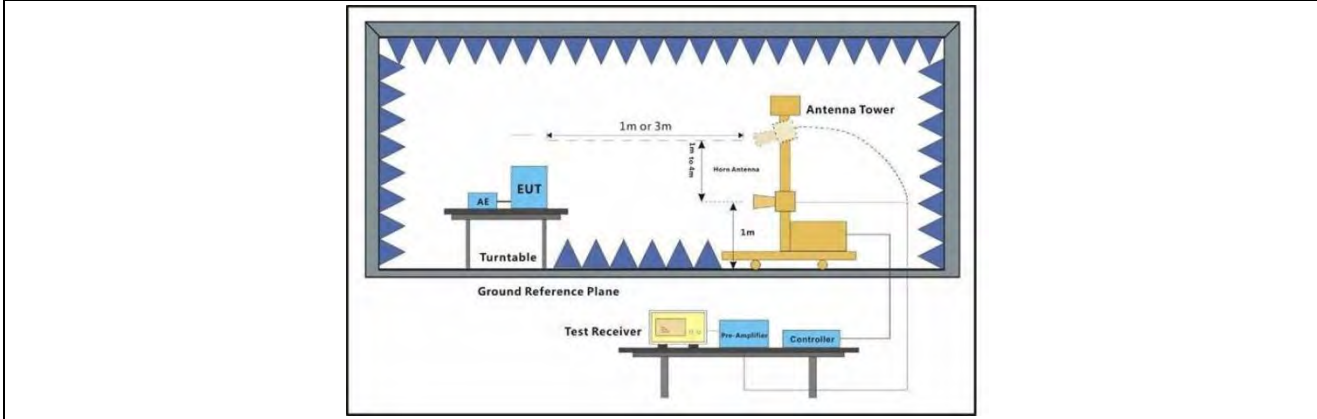 Antenna Tower
1m or 3m
1m to 4m
Horn Antenna
EUT
AE
1m
Turntable
Ground Reference Plane
Test Receiver
Pre-Amplifier
Controller